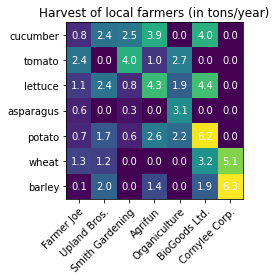 Harvest of local farmers (in tons/year)
cucumber 0.8 2.4 2.5 3.9 0.0 4.0 0.0
tomato 2.4 0.0 4.0 1.0 2.7 0.0 0.0
lettuce 1.1 2.4 0.8 4.3 1.9 4.4 0.0
asparagus 0.6 0.0 0.3 0.0 3.1 0.0 0.0
potato 0.7 1.7 0.6 2.6 2.2 6.2 0.0
wheat 1.3 1.2 0.0 0.0 0.0 3.2 5.1
barley 0.1 2.0 0.0 1.4 0.0 1.9 6.3
Farmer Joe
Upland Bros.
Smith Gardening
Agrifun
Organiculture
BioGoods Ltd.
Cornylee Corp.